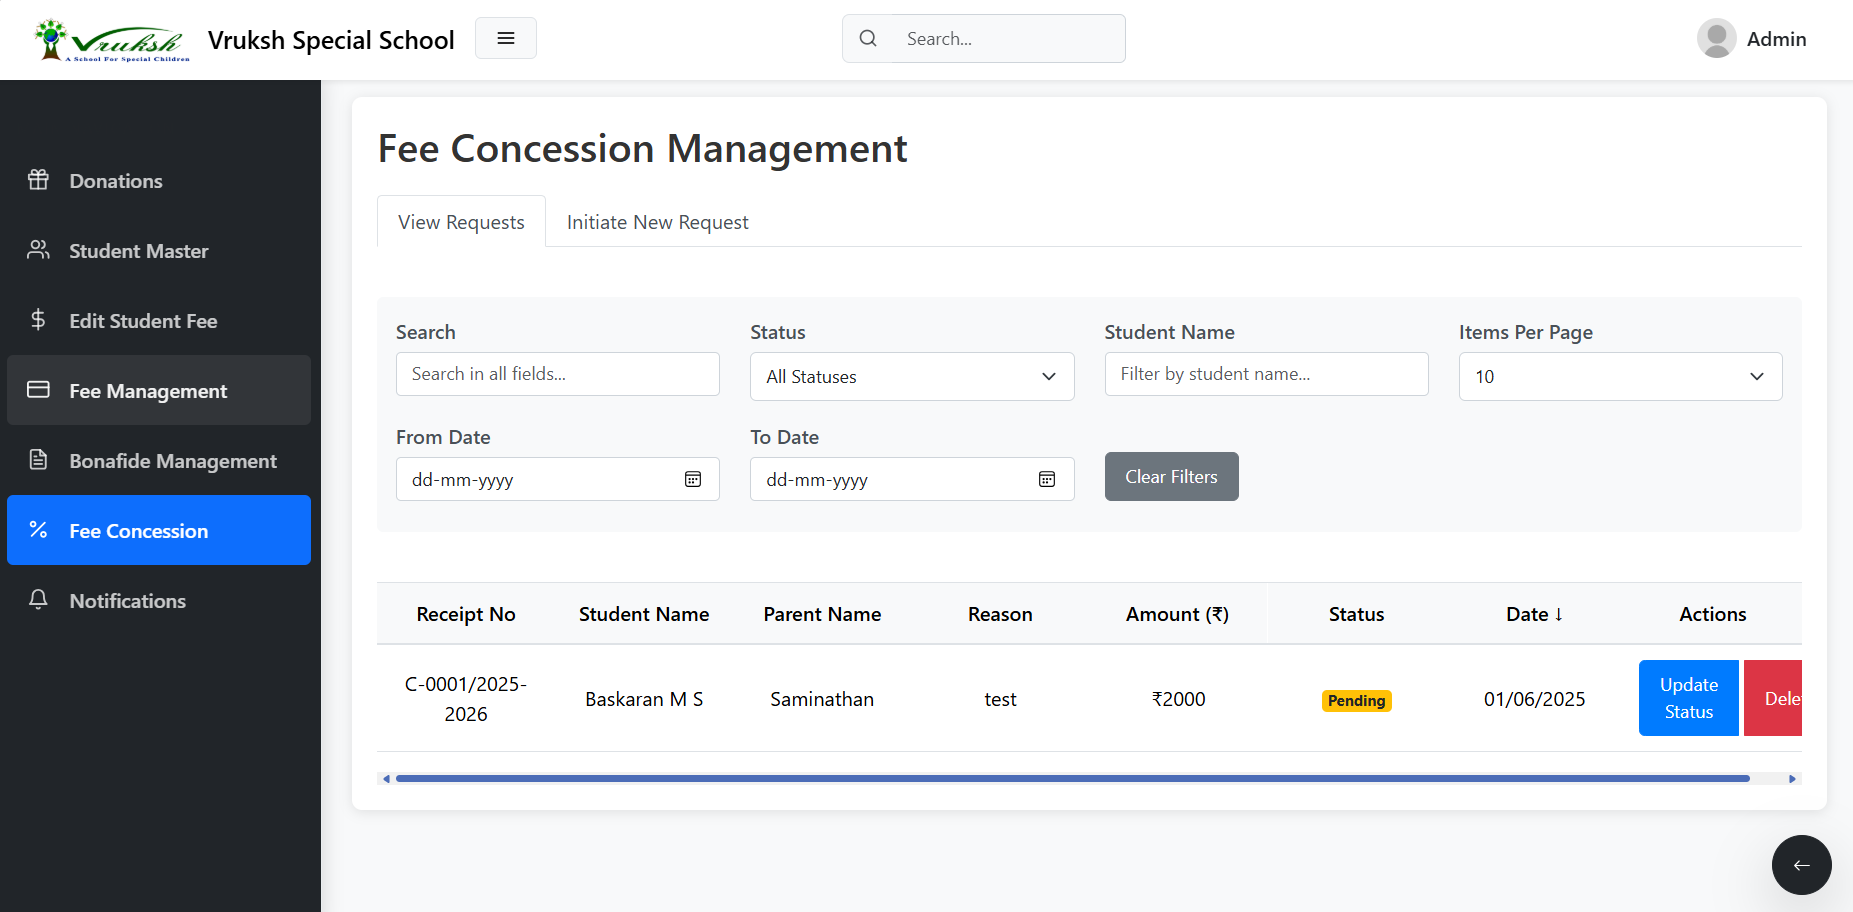 Vruksh
A School For Special Children
Vruksh Special School
Search...
Admin
Donations
Student Master
Edit Student Fee
Fee Management
Bonafide Management
Fee Concession
Notifications
Fee Concession Management
View Requests
Initiate New Request
Search
Status
Student Name
Items Per Page
Search in all fields...
All Statuses
Filter by student name...
10
From Date
To Date
dd-mm-yyyy
dd-mm-yyyy
Clear Filters
Receipt No
Student Name
Parent Name
Reason
Amount (₹)
Status
Date ↓
Actions
C-0001/2025-
2026
Baskaran M S
Saminathan
test
₹2000
Pending
01/06/2025
Update
Status
Dele